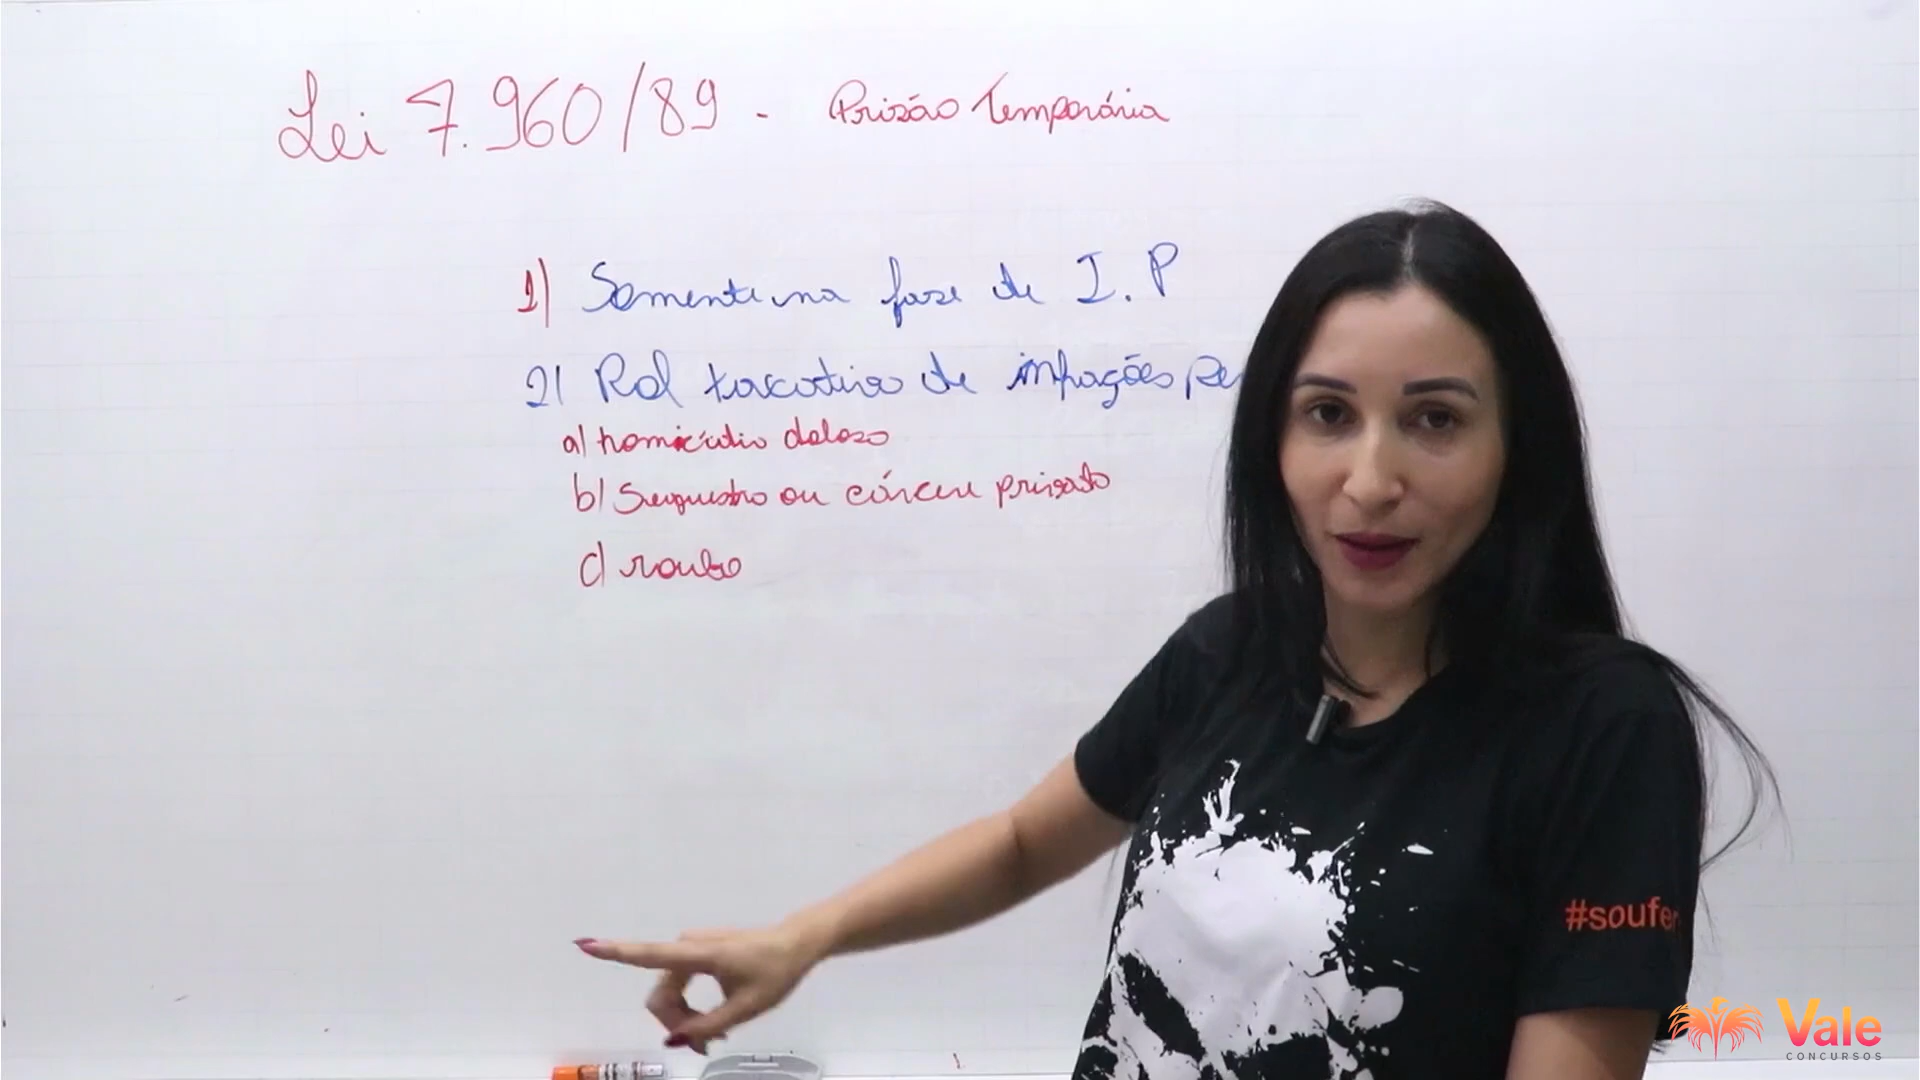 Lei 7.960/89 - Prisão Temporária
1) Somente na fase de I.P
2) Rol taxativo de infrações pe
a) homicídio doloso
b) Sequestro ou cárcere privado
c) roubo
#soufer
Vale
CONCURSOS